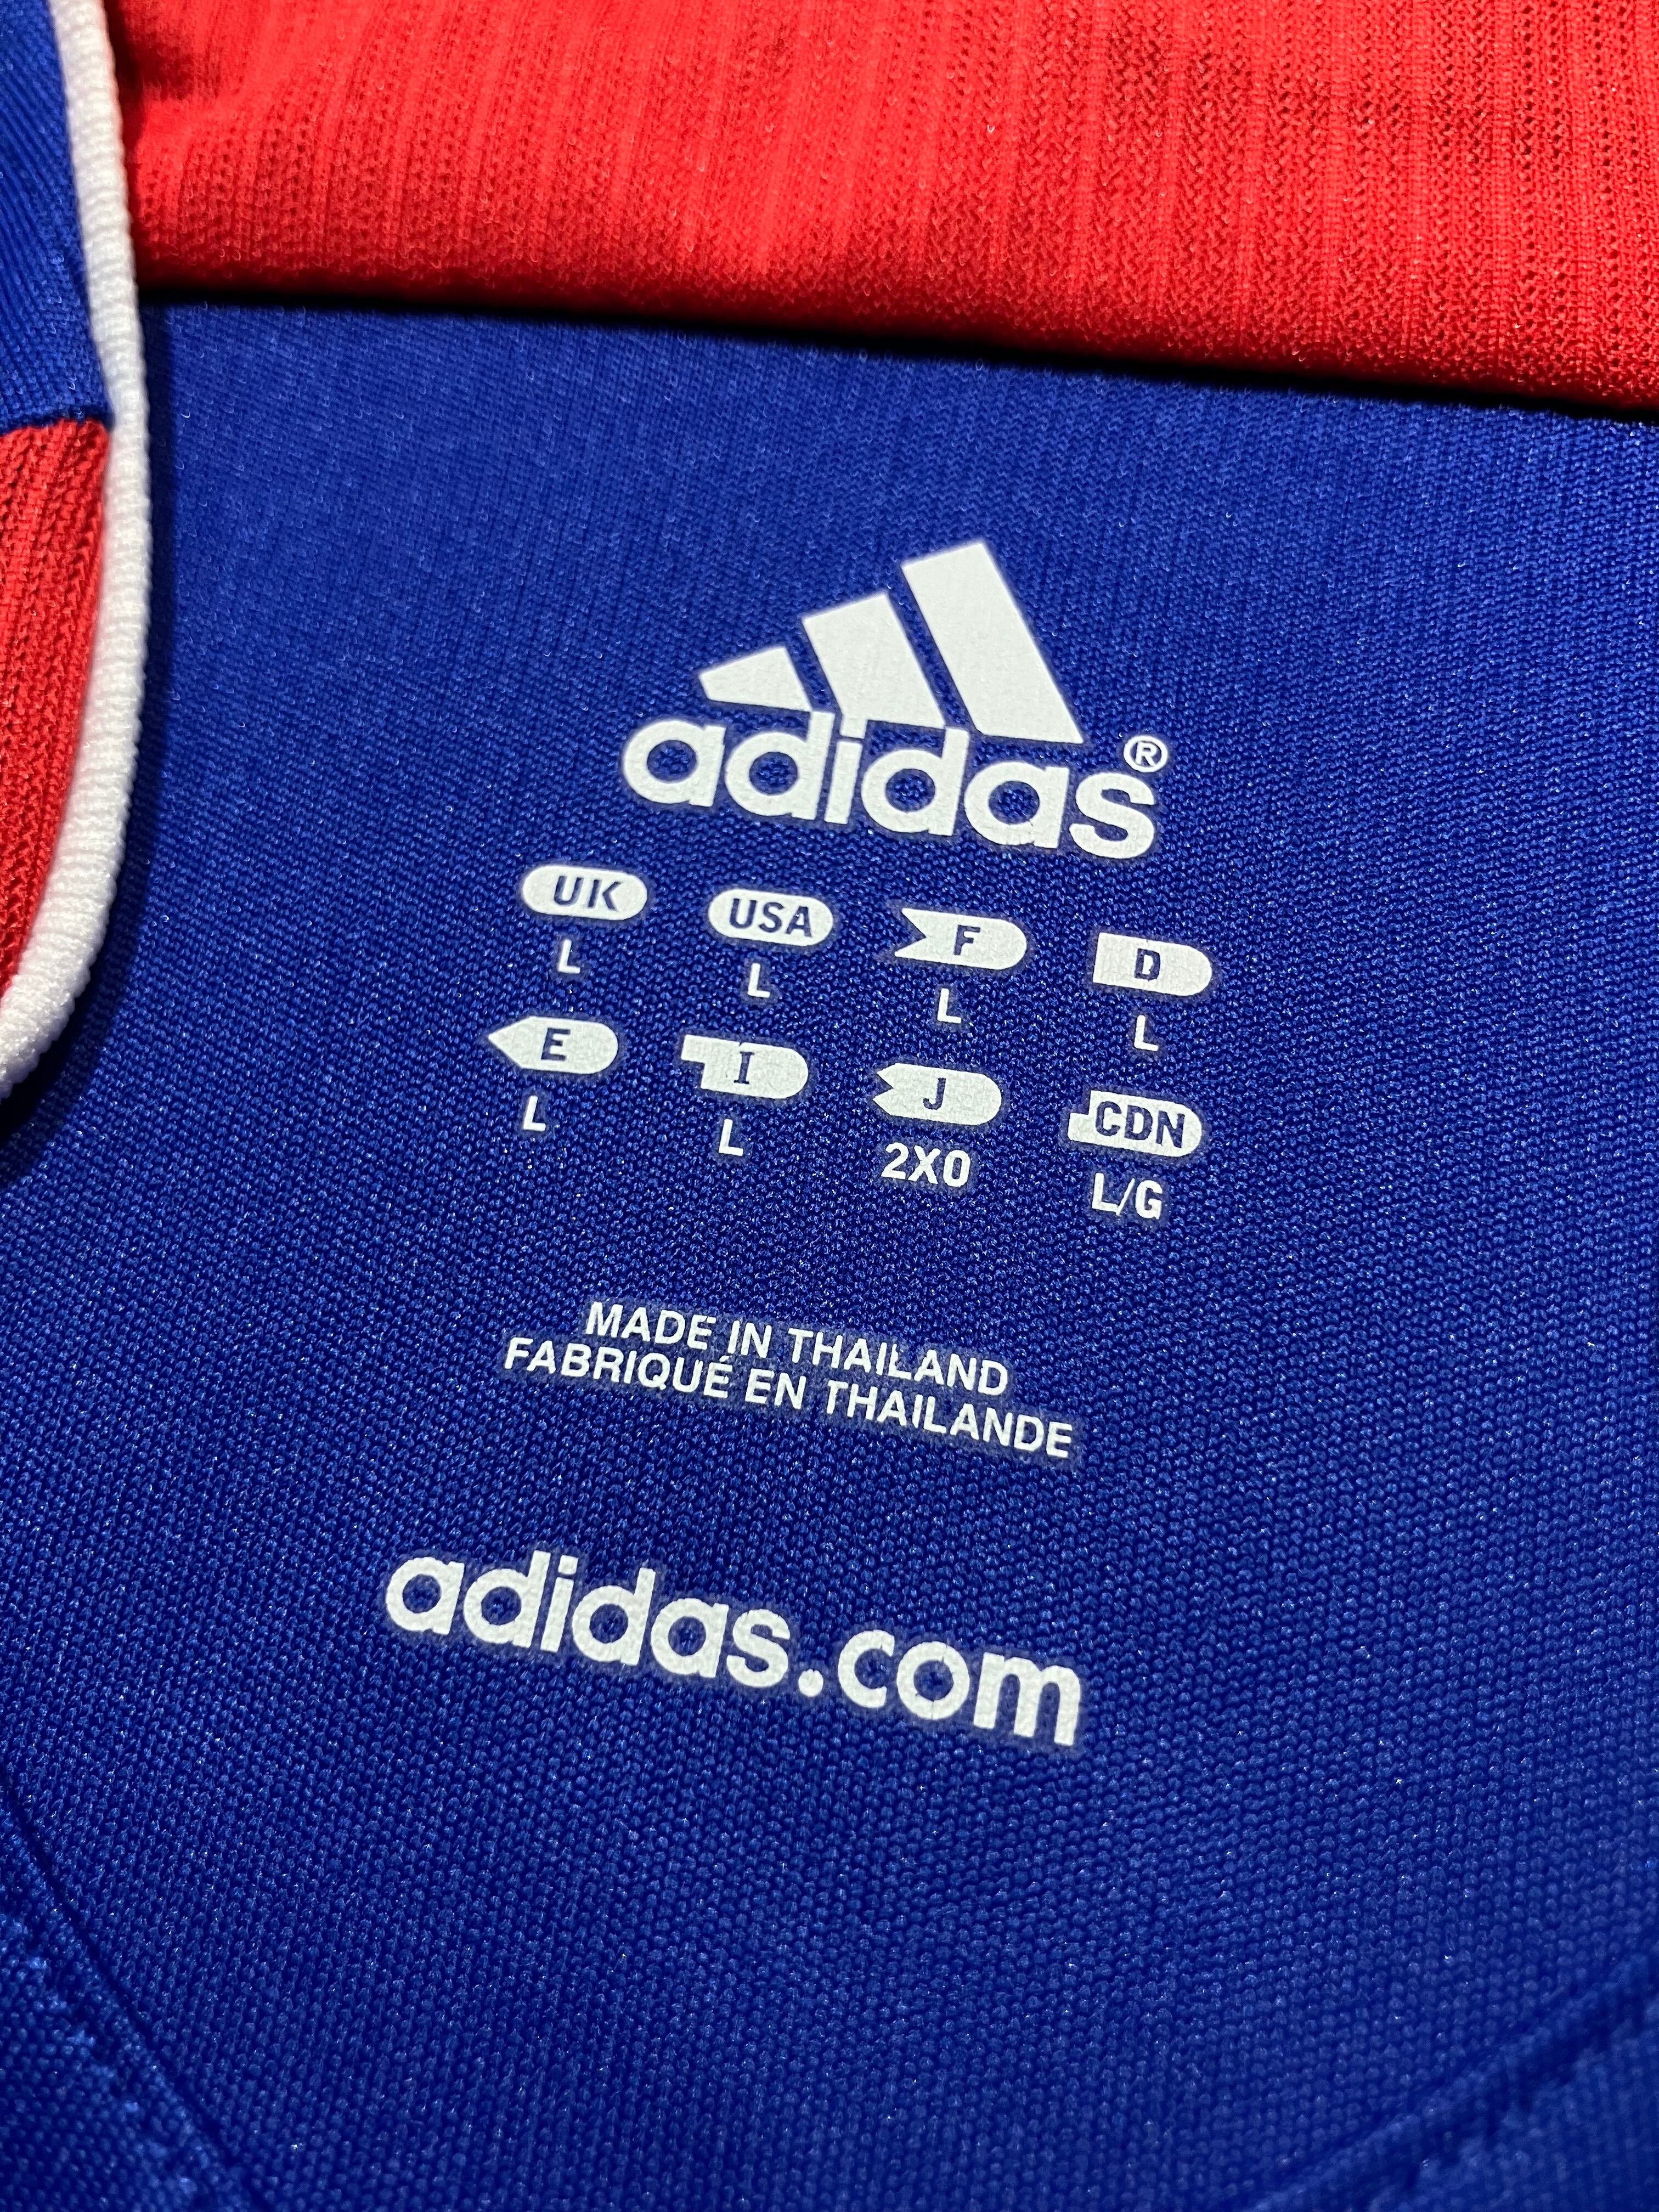 adidas®
UK USA F D
L L L L
E I J CDN
L L 2XO L/G
MADE IN THAILAND
FABRIQUÉ EN THAILANDE
adidas.com